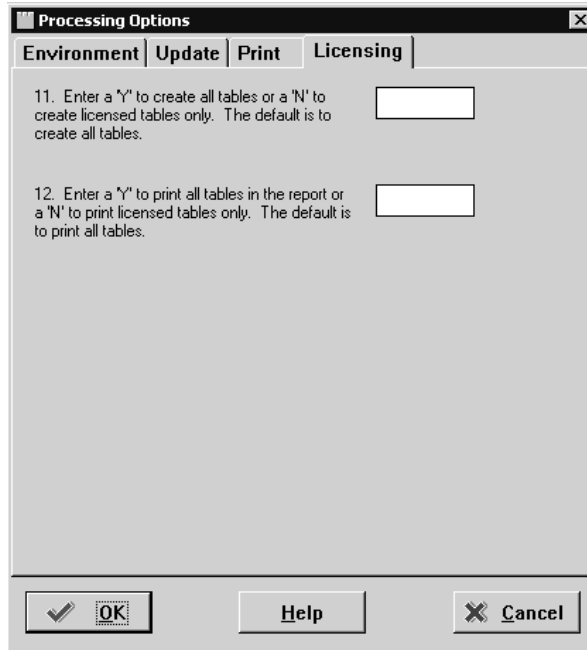 Processing Options
Environment Update Print Licensing
11. Enter a 'Y' to create all tables or a 'N' to
create licensed tables only. The default is to
create all tables.
12. Enter a 'Y' to print all tables in the report or
a 'N' to print licensed tables only. The default is
to print all tables.
OK Help Cancel